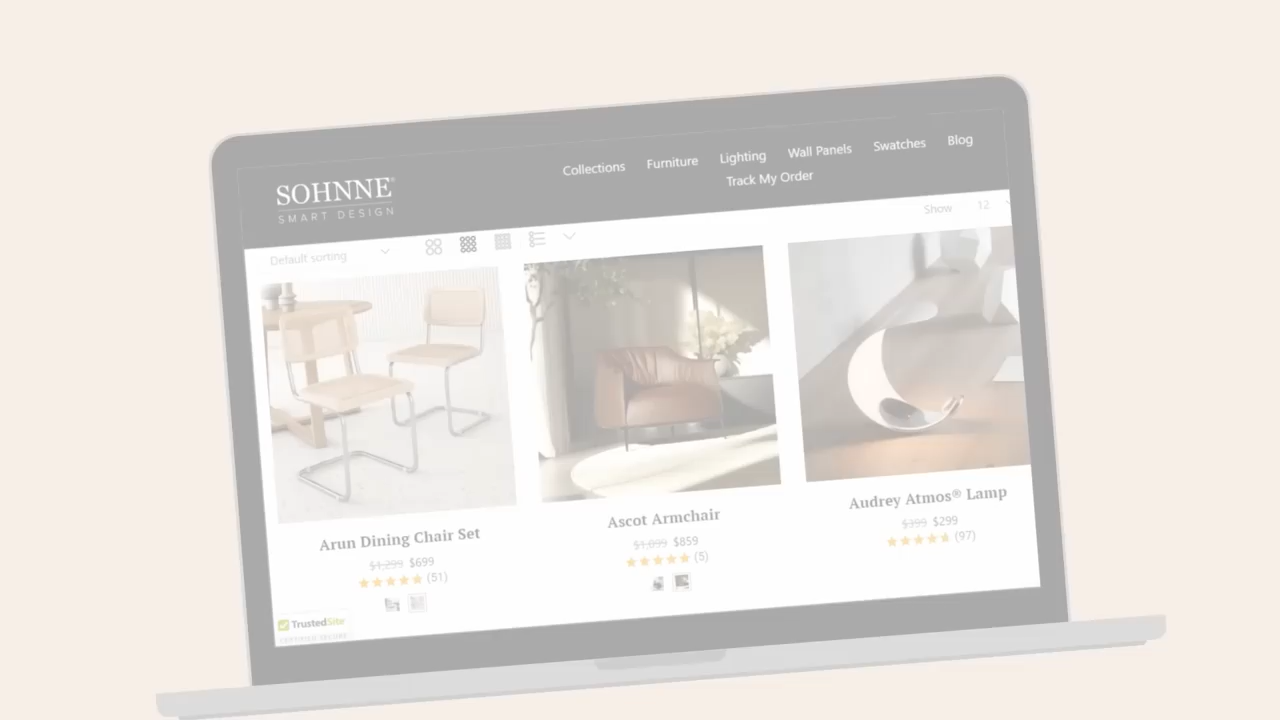 Collections Furniture Lighting Wall Panels Swatches Blog
Track My Order
SOHNNE®
SMART DESIGN
Default sorting
Show 12
Arun Dining Chair Set
$1,299 $699
(51)
Ascot Armchair
$1,099 $859
(5)
Audrey Atmos® Lamp
$399 $299
(97)
TrustedSite
CERTIFIED SECURE